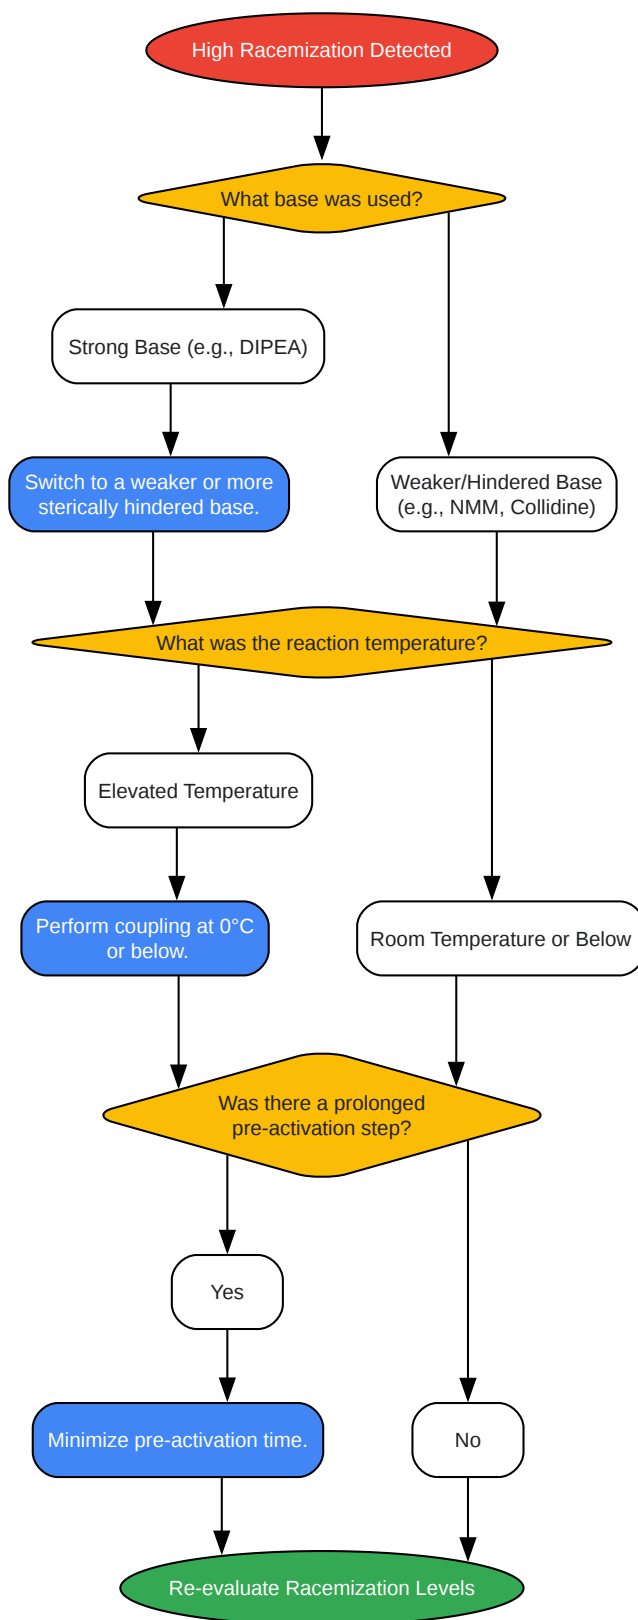 High Racemization Detected
What base was used?
Strong Base (e.g., DIPEA)
Switch to a weaker or more
sterically hindered base.
Weaker/Hindered Base
(e.g., NMM, Collidine)
What was the reaction temperature?
Elevated Temperature
Perform coupling at 0°C
or below.
Room Temperature or Below
Was there a prolonged
pre-activation step?
Yes
Minimize pre-activation time.
No
Re-evaluate Racemization Levels